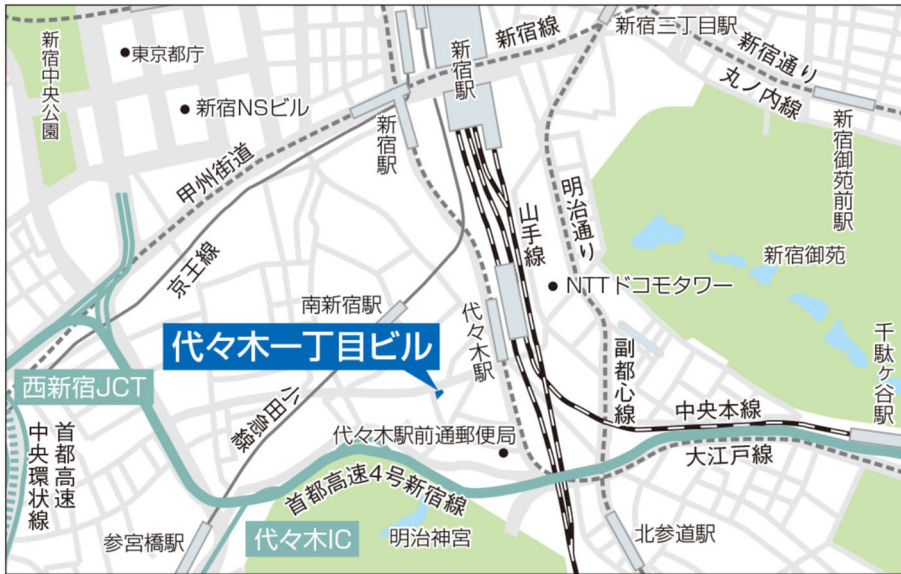 新宿中央公園
東京都庁
新宿NSビル
甲州街道
京王線
新宿駅
新宿駅
新宿線
新宿三丁目駅
新宿通り
丸ノ内線
新宿御苑前駅
新宿御苑
明治通り
山手線
NTTドコモタワー
南新宿駅
代々木一丁目ビル
代々木駅
副都心線
千駄ヶ谷駅
中央本線
大江戸線
西新宿JCT
小田急線
代々木駅前通郵便局
首都高速
中央環状線
首都高速4号新宿線
参宮橋駅
代々木IC
明治神宮
北参道駅